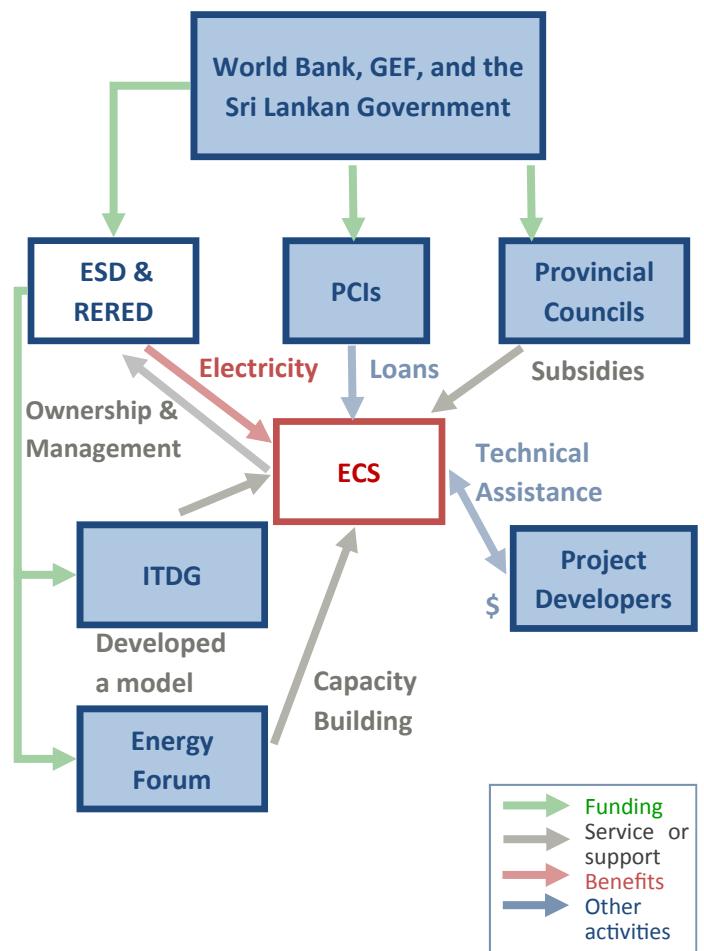 World Bank, GEF, and the
Sri Lankan Government
ESD &
RERED
PCIs
Provincial
Councils
Electricity
Loans
Subsidies
Ownership &
Management
ECS
Technical
Assistance
ITDG
Project
Developers
$
Developed
a model
Capacity
Building
Energy
Forum
Funding
Service or
support
Benefits
Other
activities